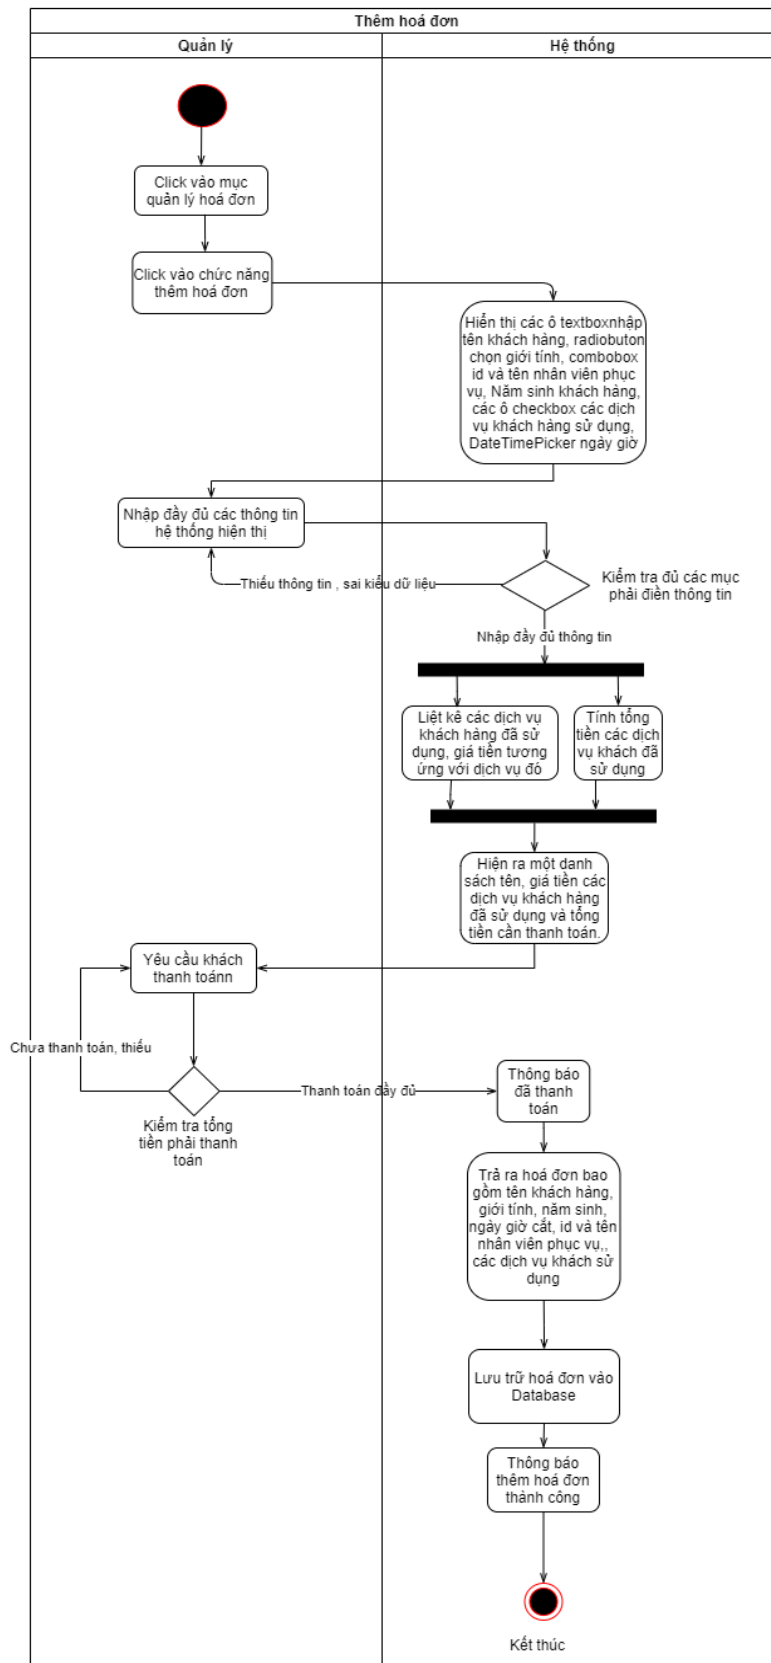 Thêm hoá đơn
Quản lý
Hệ thống
Click vào mục
quản lý hoá đơn
Click vào chức năng
thêm hoá đơn
Hiển thị các ô textboxnhập
tên khách hàng, radiobuton
chọn giới tính, combobox
id và tên nhân viên phục
vụ, Năm sinh khách hàng,
các ô checkbox các dịch
vụ khách hàng sử dụng,
DateTimePicker ngày giờ
Nhập đầy đủ các thông tin
hệ thống hiện thị
Thiếu thông tin , sai kiểu dữ liệu
Kiểm tra đủ các mục
phải điền thông tin
Nhập đầy đủ thông tin
Liệt kê các dịch vụ
khách hàng đã sử
dụng, giá tiền tương
ứng với dịch vụ đó
Tính tổng
tiền các dịch
vụ khách đã
sử dụng
Hiện ra một danh
sách tên, giá tiền các
dịch vụ khách hàng
đã sử dụng và tổng
tiền cần thanh toán.
Yêu cầu khách
thanh toánn
Chưa thanh toán, thiếu
Thanh toán đầy đủ
Kiểm tra tổng
tiền phải thanh
toán
Thông báo
đã thanh
toán
Trả ra hoá đơn bao
gồm tên khách hàng,
giới tính, năm sinh,
ngày giờ cắt, id và tên
nhân viên phục vụ,,
các dịch vụ khách sử
dụng
Lưu trữ hoá đơn vào
Database
Thông báo
thêm hoá đơn
thành công
Kết thúc